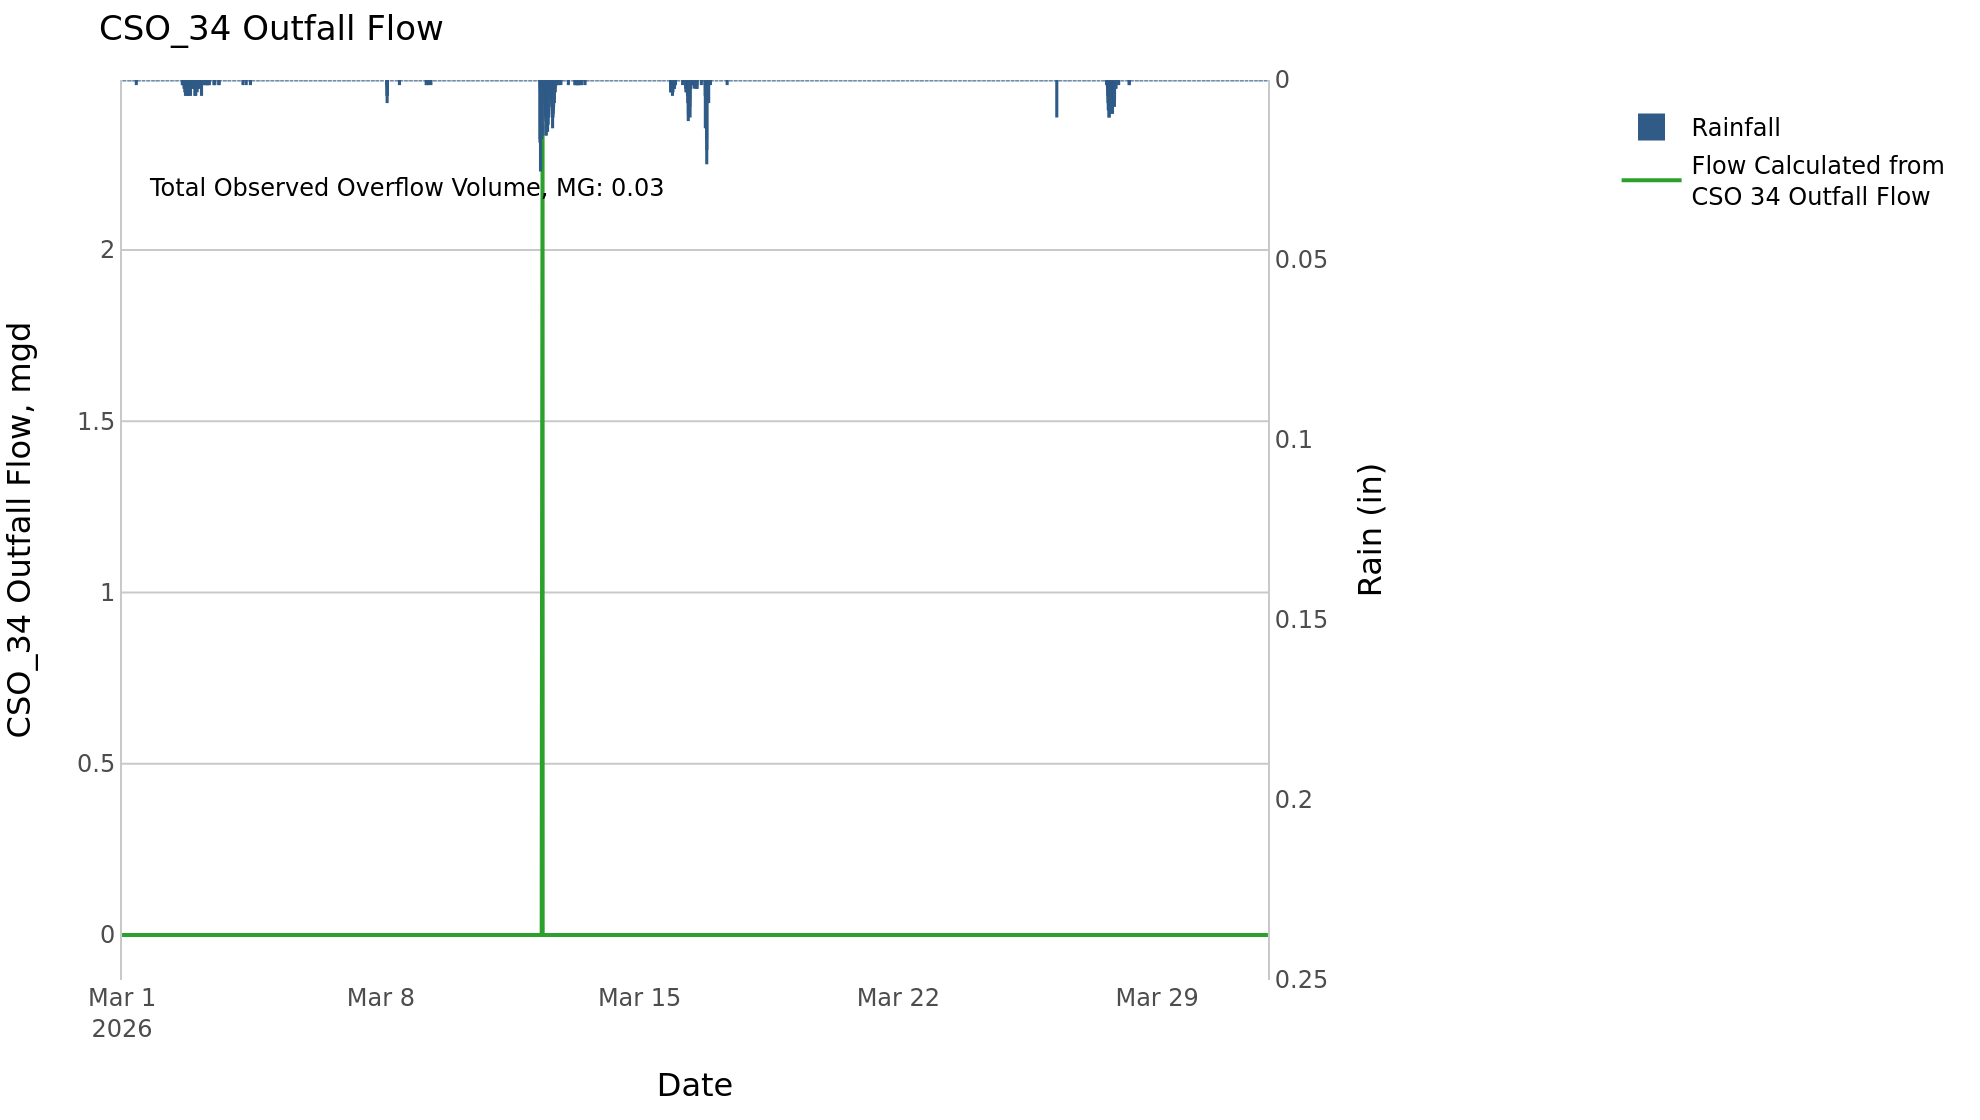 CSO_34 Outfall Flow
Total Observed Overflow Volume, MG: 0.03
Rainfall
Flow Calculated from
CSO 34 Outfall Flow
CSO_34 Outfall Flow, mgd
2
1.5
1
0.5
0
0
0.05
0.1
0.15
0.2
0.25
Rain (in)
Mar 1
2026
Mar 8
Mar 15
Mar 22
Mar 29
Date